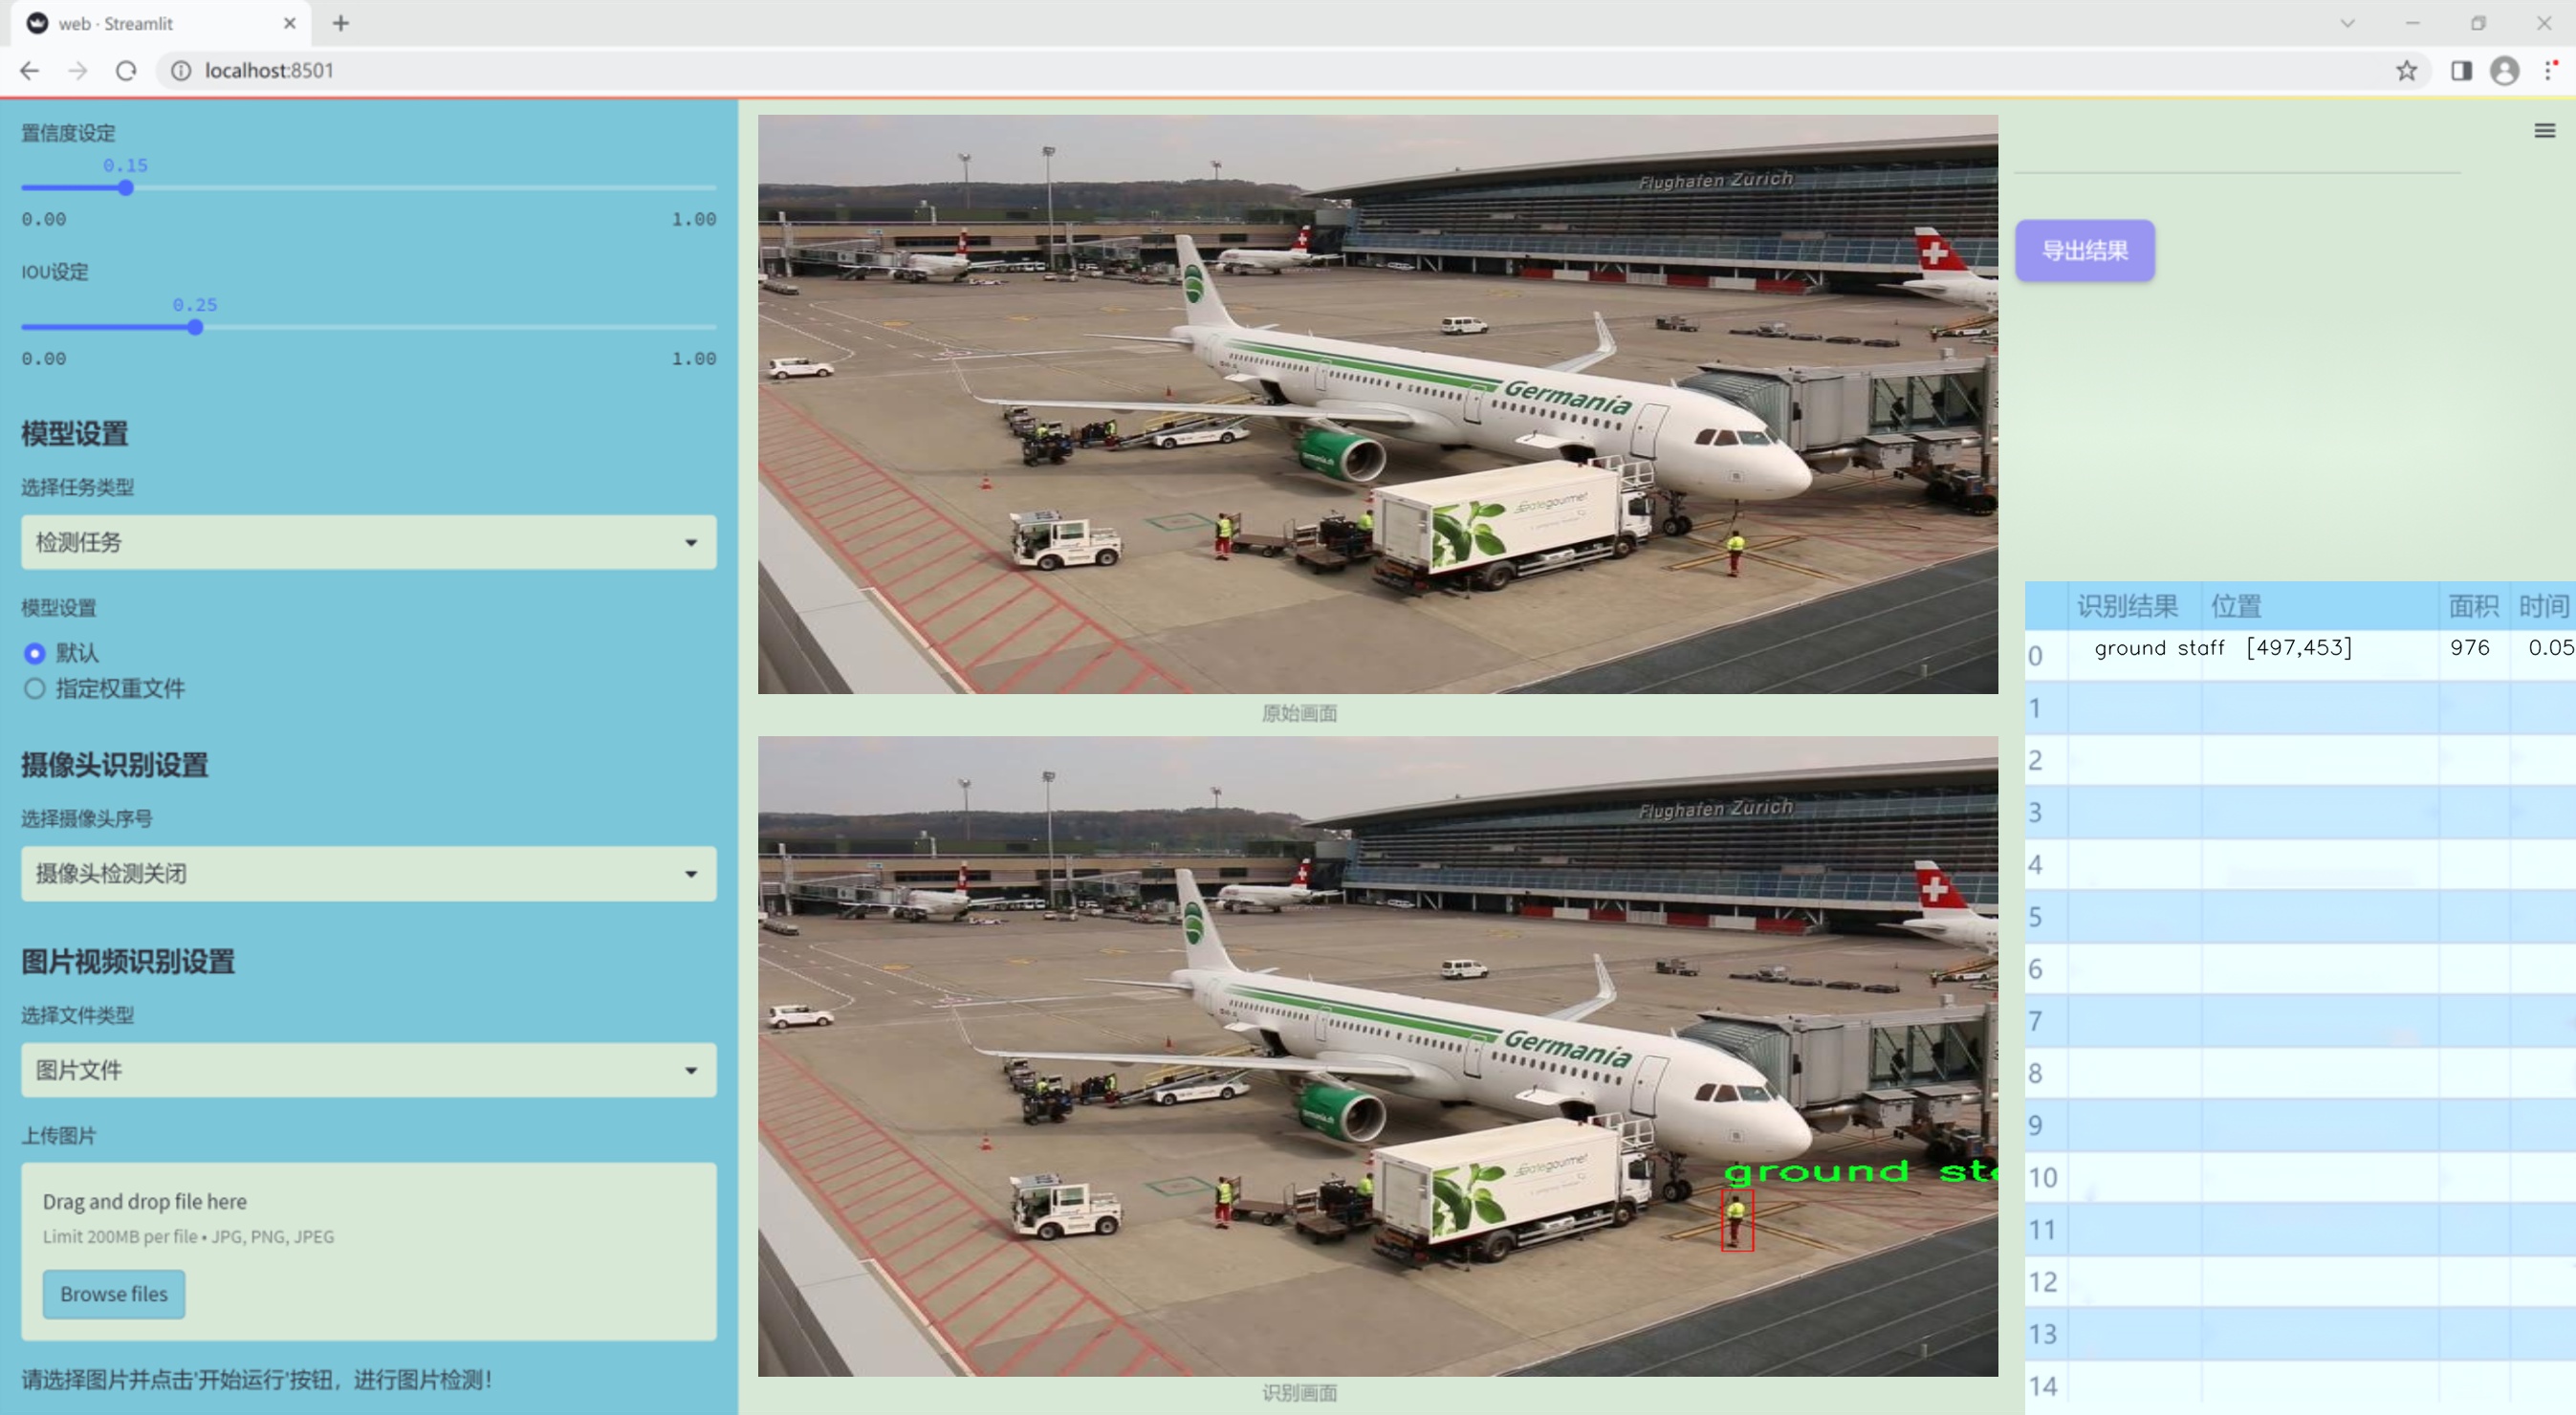 web · Streamlit
localhost:8501
置信度设定
0.15
0.00 1.00
IOU设定
0.25
0.00 1.00
模型设置
选择任务类型
检测任务
模型设置
默认
指定权重文件
摄像头识别设置
选择摄像头序号
摄像头检测关闭
图片视频识别设置
选择文件类型
图片文件
上传图片
Drag and drop file here
Limit 200MB per file • JPG, PNG, JPEG
Browse files
请选择图片并点击'开始运行'按钮，进行图片检测！
Flughafen Zürich
Germania
gategourmet
原始画面
Flughafen Zürich
Germania
gategourmet
ground sta
识别画面
导出结果
识别结果 位置 面积 时间
0 ground staff [497,453] 976 0.05
1
2
3
4
5
6
7
8
9
10
11
12
13
14